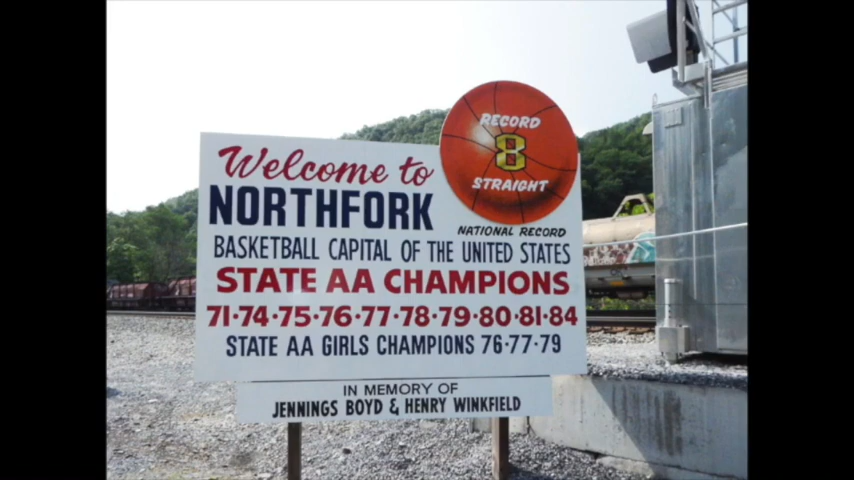 RECORD
8
STRAIGHT
NATIONAL RECORD
Welcome to
NORTHFORK
BASKETBALL CAPITAL OF THE UNITED STATES
STATE AA CHAMPIONS
71·74·75·76·77·78·79·80·81·84
STATE AA GIRLS CHAMPIONS 76·77·79
IN MEMORY OF
JENNINGS BOYD & HENRY WINKFIELD